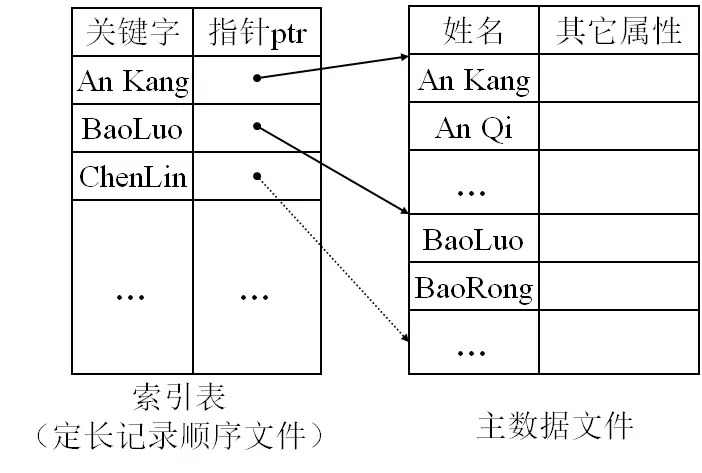 关键字 指针ptr
An Kang
BaoLuo
ChenLin
... ...
索引表
（定长记录顺序文件）
姓名 其它属性
An Kang
An Qi
...
BaoLuo
BaoRong
...
主数据文件